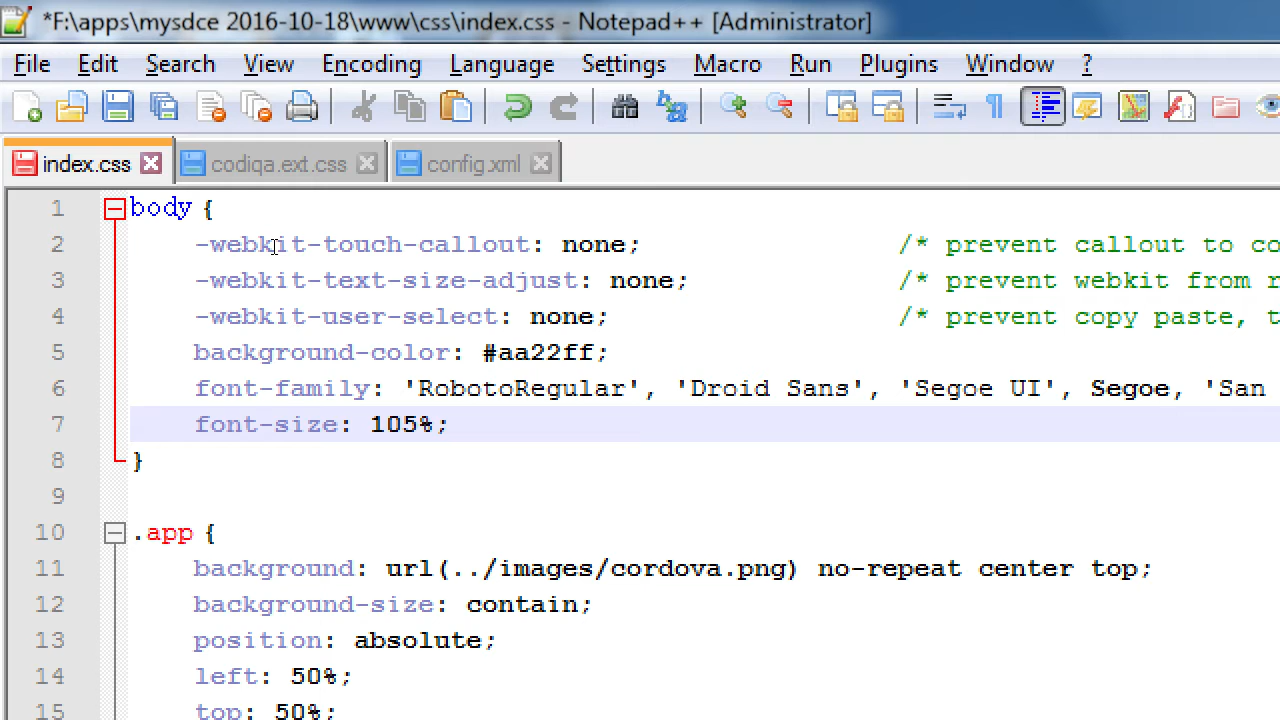 *F:\apps\mysdce 2016-10-18\www\css\index.css - Notepad++ [Administrator]
File Edit Search View Encoding Language Settings Macro Run Plugins Window ?
index.css codiqa.ext.css config.xml
1 body {
2 -webkit-touch-callout: none; /* prevent callout to co
3 -webkit-text-size-adjust: none; /* prevent webkit from r
4 -webkit-user-select: none; /* prevent copy paste, t
5 background-color: #aa22ff;
6 font-family: 'RobotoRegular', 'Droid Sans', 'Segoe UI', Segoe, 'San
7 font-size: 105%;
8 }
9
10 .app {
11 background: url(../images/cordova.png) no-repeat center top;
12 background-size: contain;
13 position: absolute;
14 left: 50%;
15 top: 50%;